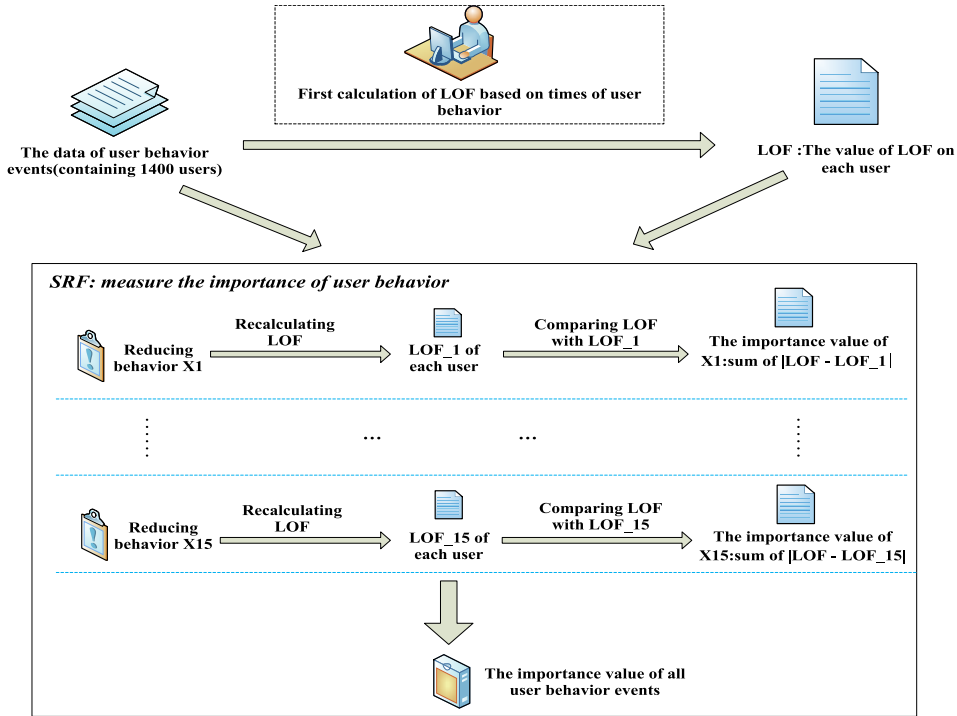 First calculation of LOF based on times of user
behavior
The data of user behavior
events(containing 1400 users)
LOF :The value of LOF on
each user
SRF: measure the importance of user behavior
Reducing
behavior X1
Recalculating
LOF
LOF_1 of
each user
Comparing LOF
with LOF_1
The importance value of
X1:sum of |LOF - LOF_1|
... ...
Reducing
behavior X15
Recalculating
LOF
LOF_15 of
each user
Comparing LOF
with LOF_15
The importance value of
X15:sum of |LOF - LOF_15|
The importance value of all
user behavior events